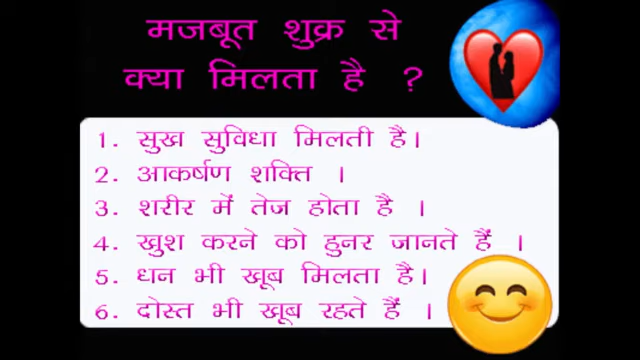 मजबूत शुक्र से
क्या मिलता है ?
1. सुख सुविधा मिलती है।
2. आकर्षण शक्ति ।
3. शरीर में तेज होता है ।
4. खुश करने को हुनर जानते हैं ।
5. धन भी खूब मिलता है।
6. दोस्त भी खूब रहते हैं ।